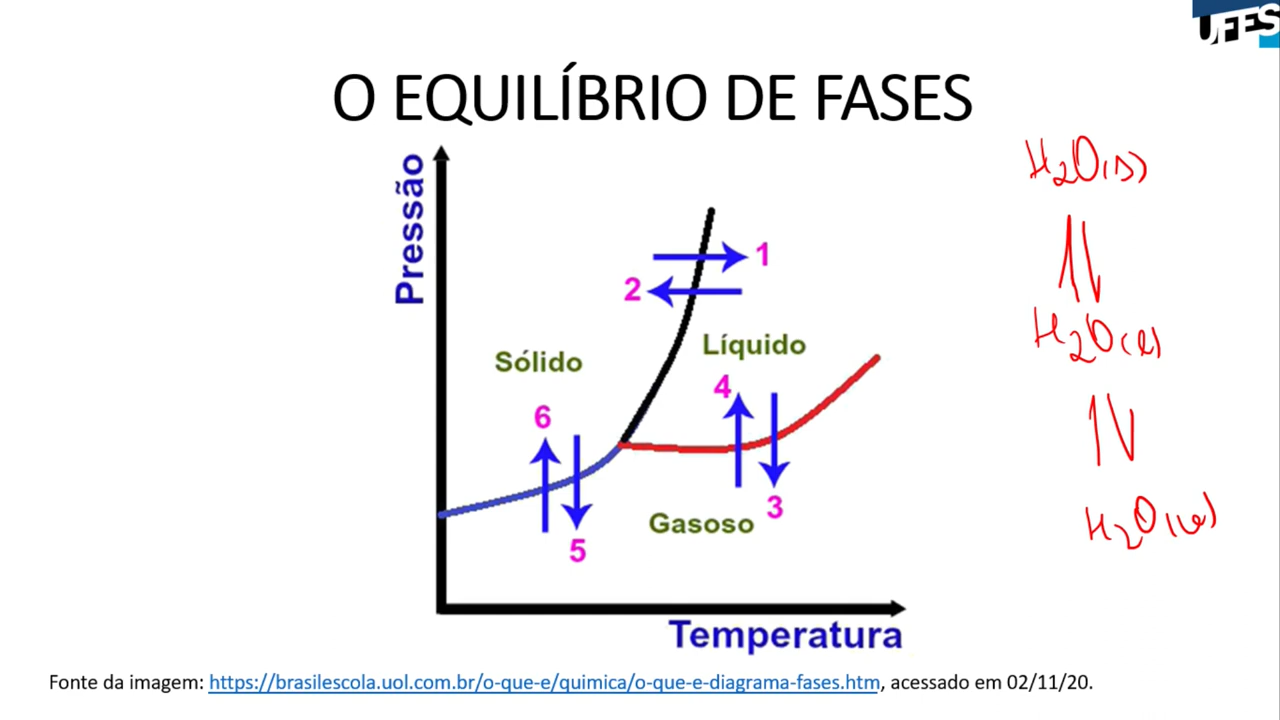 UFES
O EQUILÍBRIO DE FASES
Pressão
H₂O(s)
1
2
Líquido
Sólido
H₂O(l)
4
6
3
Gasoso
5
H₂O(v)
Temperatura
Fonte da imagem: https://brasilescola.uol.com.br/o-que-e/quimica/o-que-e-diagrama-fases.htm, acessado em 02/11/20.